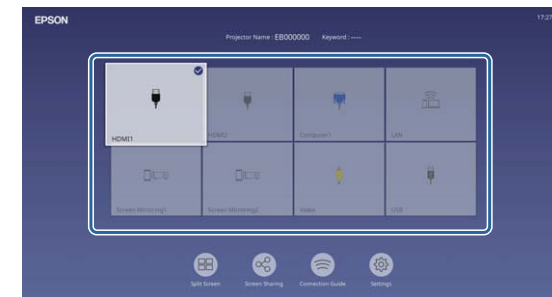 EPSON
17:27
Projector Name : EB000000 Keyword : ----
HDMI1
HDMI2
Computer1
LAN
Screen Mirroring1
Screen Mirroring2
Video
USB
Split Screen
Screen Sharing
Connection Guide
Settings